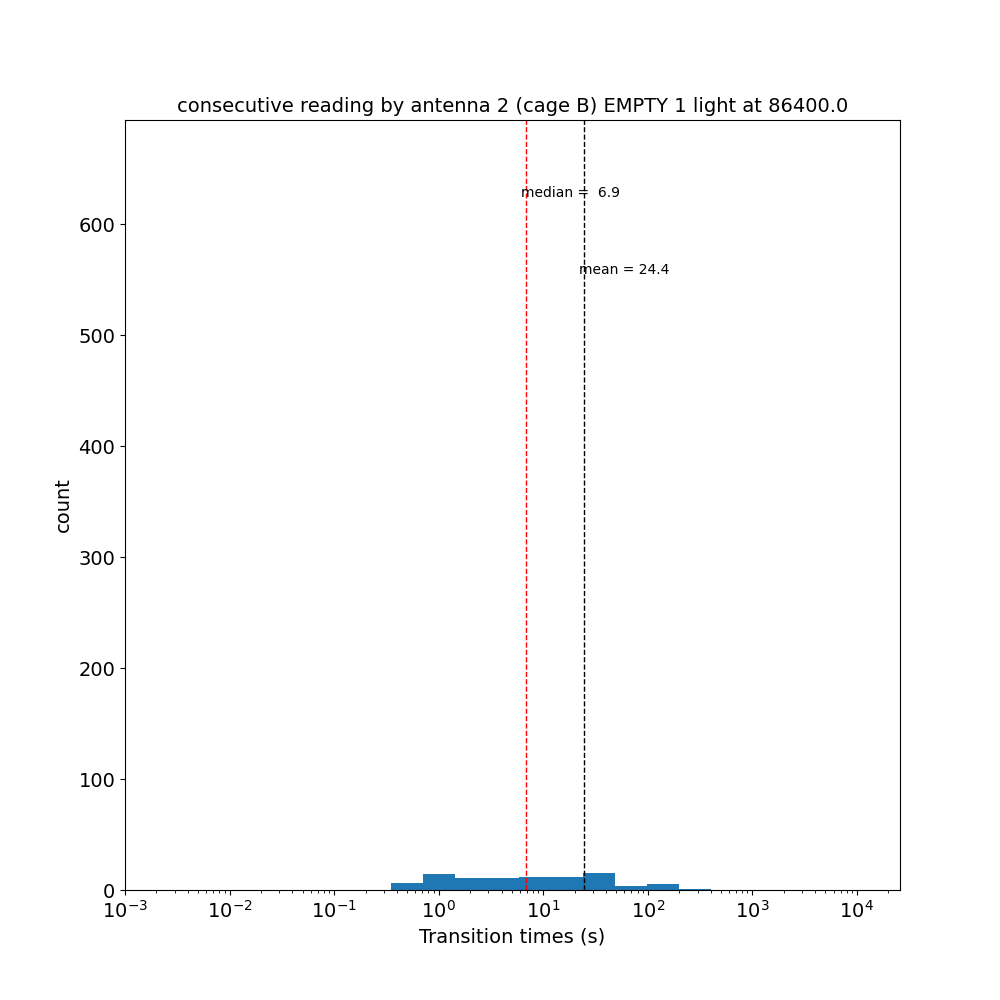 consecutive reading by antenna 2 (cage B) EMPTY 1 light at 86400.0
median =  6.9
mean = 24.4
600
500
400
300
200
100
0
count
10⁻³ 10⁻² 10⁻¹ 10⁰ 10¹ 10² 10³ 10⁴
Transition times (s)